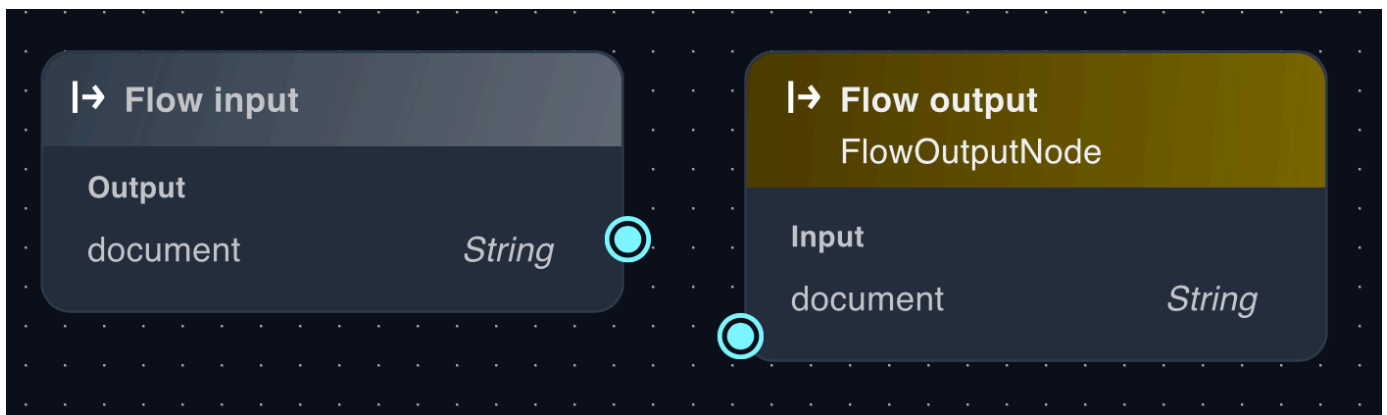 Flow input
Output
document String
Flow output
FlowOutputNode
Input
document String